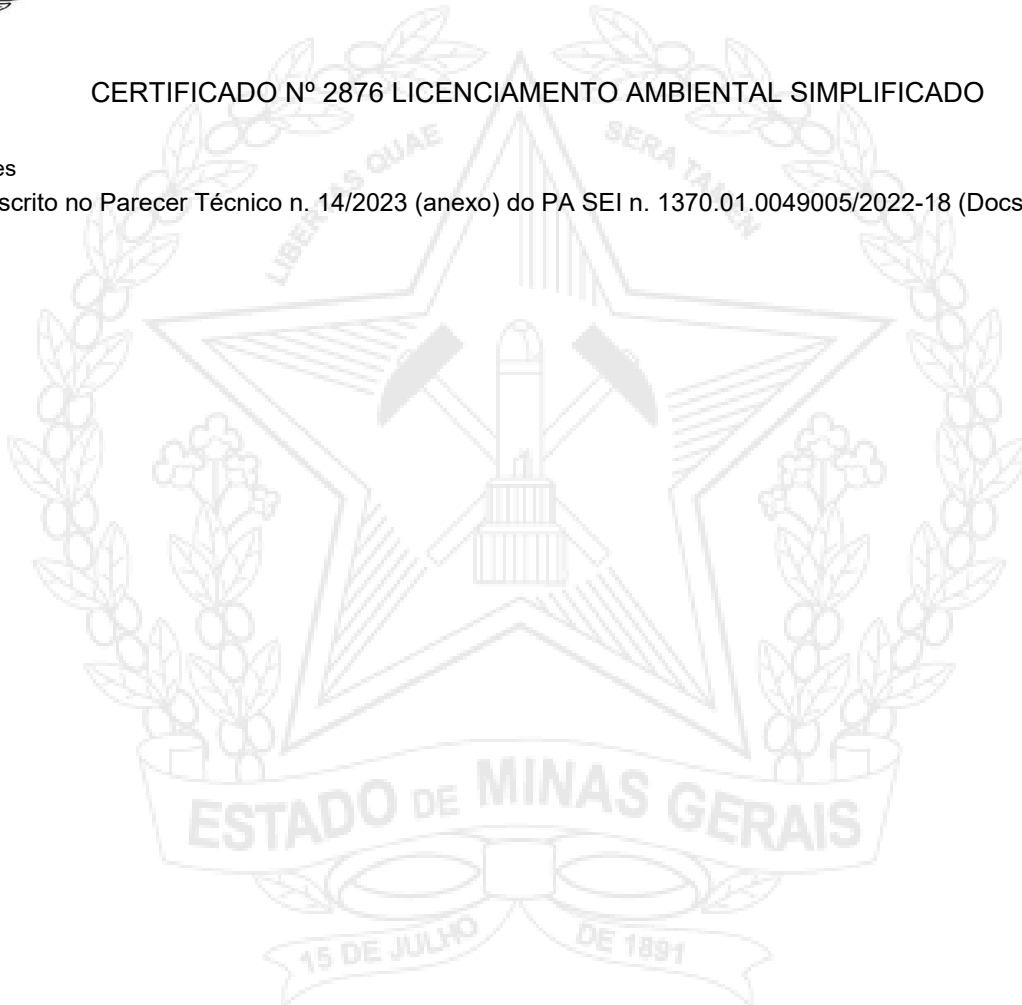 CERTIFICADO Nº 2876 LICENCIAMENTO AMBIENTAL SIMPLIFICADO
es
scrito no Parecer Técnico n. 14/2023 (anexo) do PA SEI n. 1370.01.0049005/2022-18 (Docs
LIBERTAS QUAE SERA TAMEN
ESTADO DE MINAS GERAIS
15 DE JULHO DE 1891